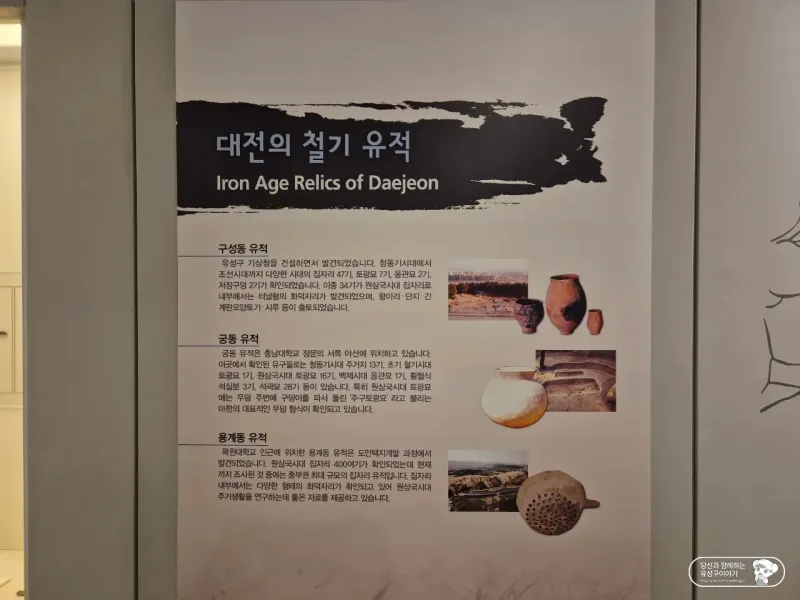 대전의 철기 유적
Iron Age Relics of Daejeon
구성동 유적
유성구 기상청을 건설하면서 발견되었습니다. 청동기시대에서
조선시대까지 다양한 시대의 집자리 47기, 토광묘 7기, 옹관묘 2기,
저장구덩 2기가 확인되었습니다. 이중 34기가 원삼국시대 집자리로
내부에서는 터널형의 화덕자리가 발견되었으며, 항아리·단지·긴
계란모양토기·시루 등이 출토되었습니다.
궁동 유적
궁동 유적은 충남대학교 정문의 서쪽 야산에 위치하고 있습니다.
이곳에서 확인된 유구들로는 청동기시대 주거지 13기, 초기 철기시대
토광묘 1기, 원삼국시대 토광묘 16기, 백제시대 옹관묘 1기, 횡혈식
석실분 3기, 석곽묘 28기 등이 있습니다. 특히 원삼국시대 토광묘
에는 무덤 주변에 구덩이를 파서 돌린 '주구토광묘' 라고 불리는
마한의 대표적인 무덤 형식이 확인되고 있습니다.
용계동 유적
목원대학교 인근에 위치한 용계동 유적은 도안택지개발 과정에서
발견되었습니다. 원삼국시대 집자리 400여기가 확인되었는데 현재
까지 조사된 것 중에는 중부권 최대 규모의 집자리 유적입니다. 집자리
내부에서는 다양한 형태의 화덕자리가 확인되고 있어 원삼국시대
주거생활을 연구하는데 좋은 자료를 제공하고 있습니다.
당신과 함께하는
유성구이야기